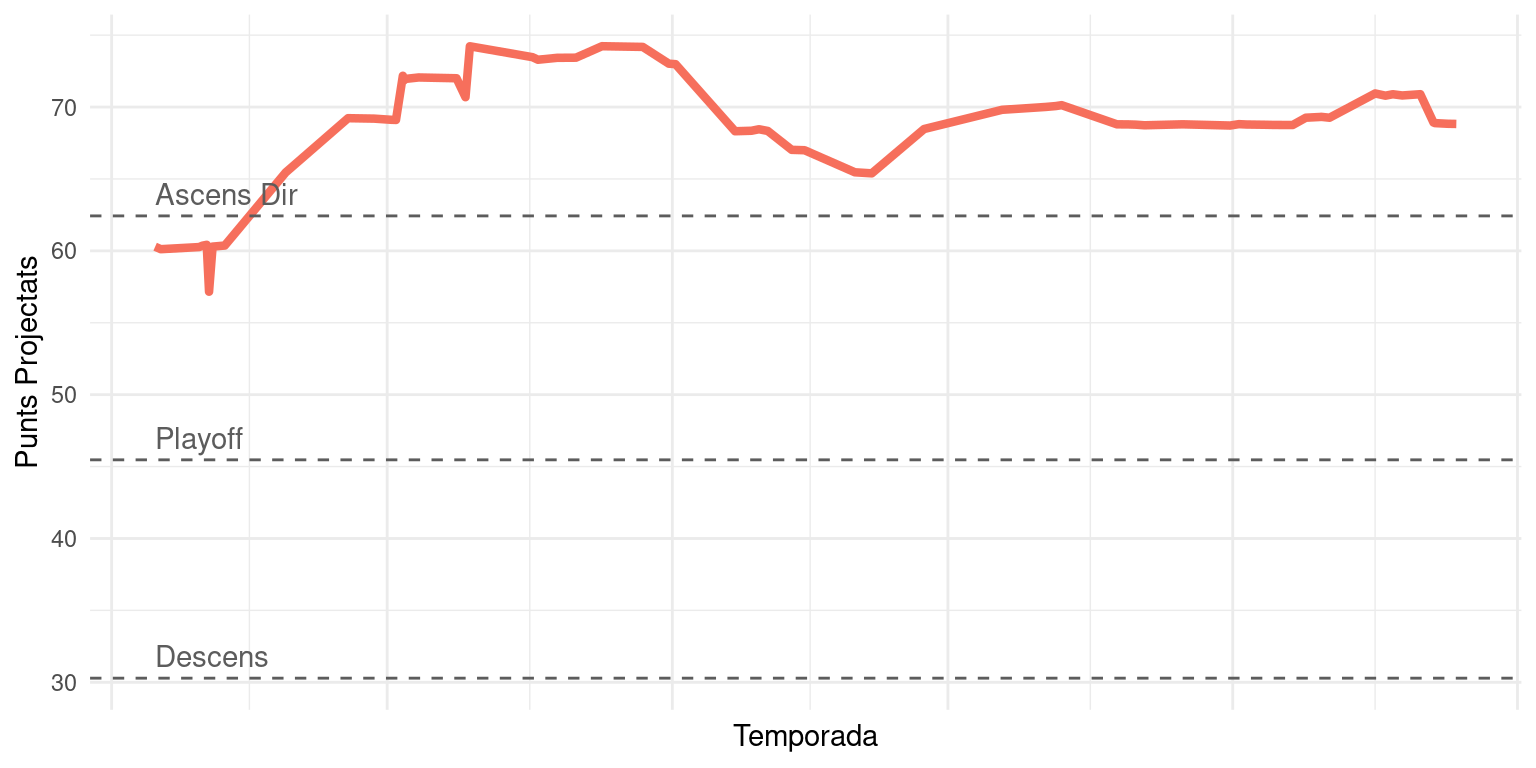 70
60
50
40
30
Ascens Dir
Playoff
Descens
Punts Projectats
Temporada